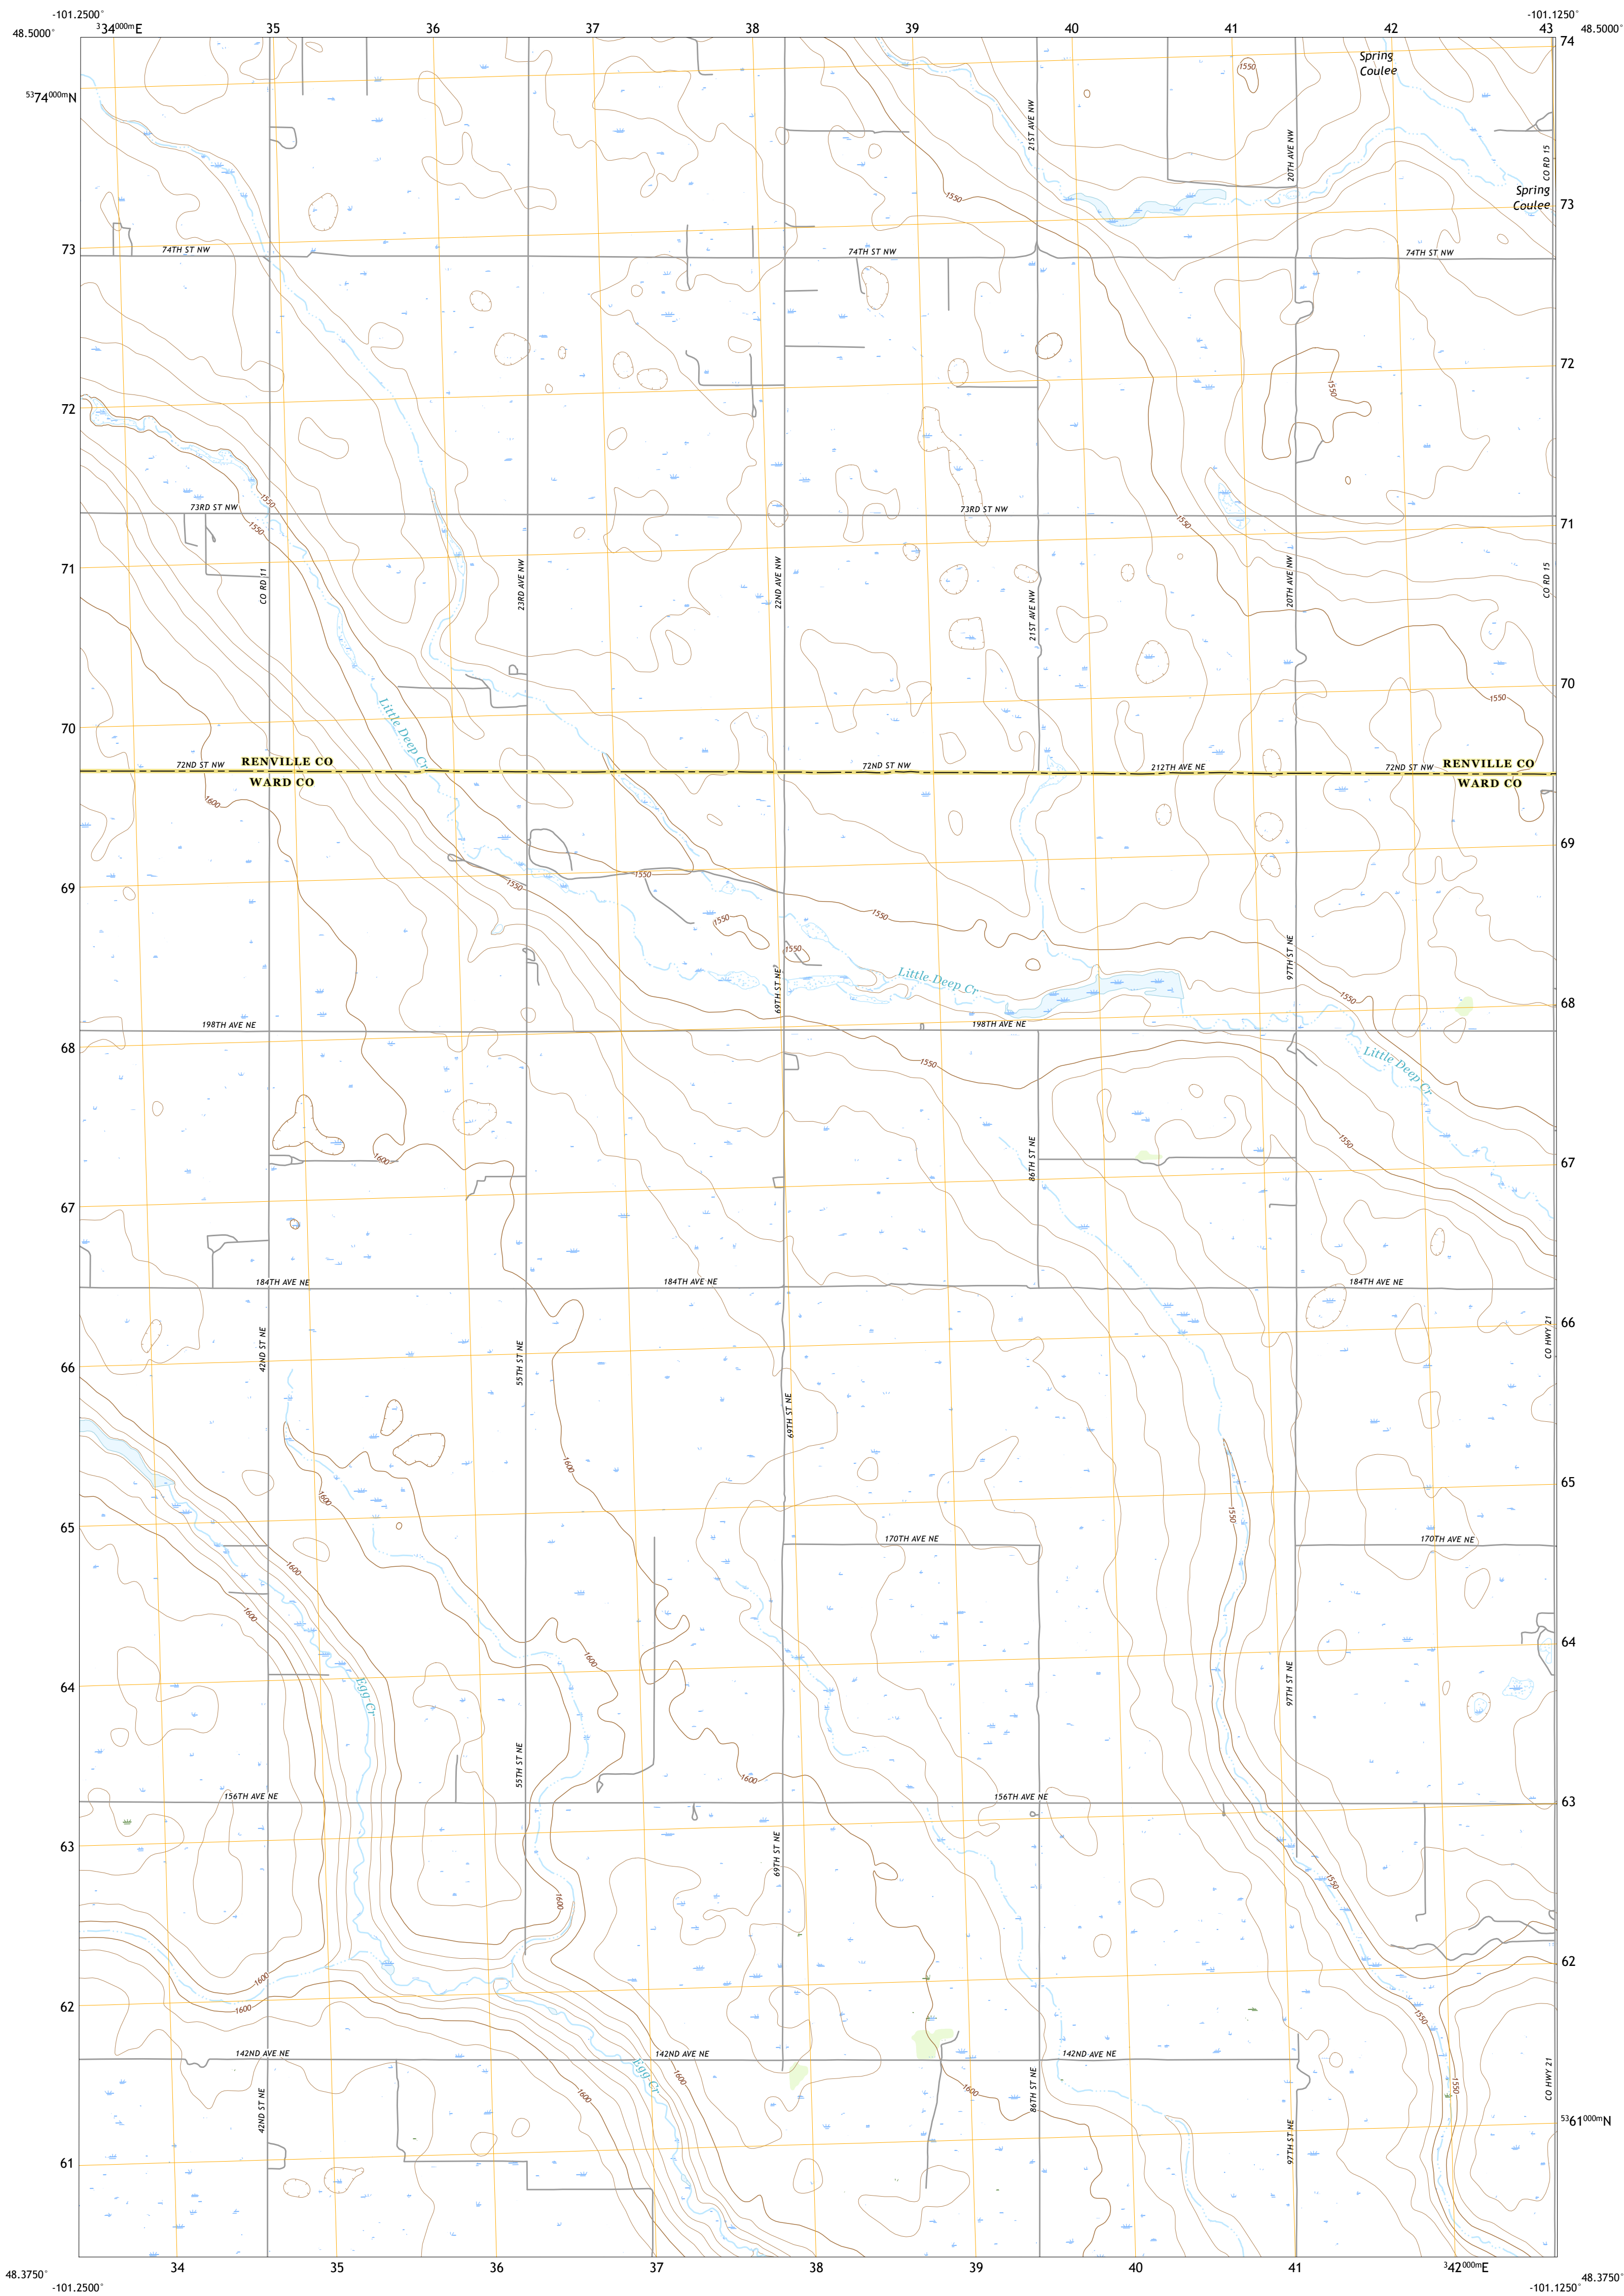 -101.2500°
-101.1250°
48.5000°
334000mE
35
36
37
38
39
40
41
42
43
48.5000°
74
Spring
Coulee
1550
5374000mN
21ST AVE NW
20TH AVE NW
CO RD 15
Spring
Coulee
1550
73
73
74TH ST NW
74TH ST NW
74TH ST NW
72
1550
72
1550
73RD ST NW
73RD ST NW
1550
1550
71
71
CO RD 11
23RD AVE NW
22ND AVE NW
21ST AVE NW
20TH AVE NW
CO RD 15
70
1550
Little Deep Cr
70
72ND ST NW
RENVILLE CO
WARD CO
72ND ST NW
212TH AVE NE
72ND ST NW
RENVILLE CO
WARD CO
1600
69
69
1550
1550
1550
1550
1550
97TH ST NE
69TH ST NE
Little Deep Cr
1550
68
198TH AVE NE
198TH AVE NE
68
1550
Little Deep Cr
1550
1600
86TH ST NE
67
67
184TH AVE NE
184TH AVE NE
184TH AVE NE
66
42ND ST NE
55TH ST NE
CO HWY 21
66
69TH ST NE
1600
1600
65
1550
65
170TH AVE NE
170TH AVE NE
1600
1600
64
1600
Egg Cr
97TH ST NE
64
55TH ST NE
1600
156TH AVE NE
156TH AVE NE
63
63
69TH ST NE
1550
1600
62
1600
1600
62
1550
142ND AVE NE
142ND AVE NE
142ND AVE NE
Egg Cr
1600
1600
1550
42ND ST NE
86TH ST NE
97TH ST NE
CO HWY 21
5361000mN
61
34
35
36
37
38
39
40
41
342000mE
48.3750°
48.3750°
-101.2500°
-101.1250°